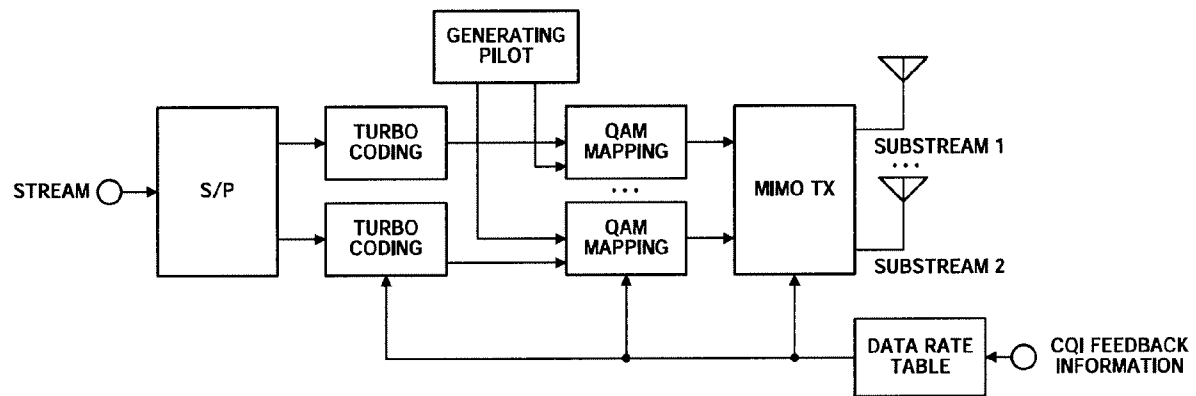 GENERATING
PILOT
TURBO
CODING
QAM
MAPPING
STREAM
S/P
MIMO TX
SUBSTREAM 1
...
...
TURBO
CODING
QAM
MAPPING
SUBSTREAM 2
DATA RATE
TABLE
CQI FEEDBACK
INFORMATION